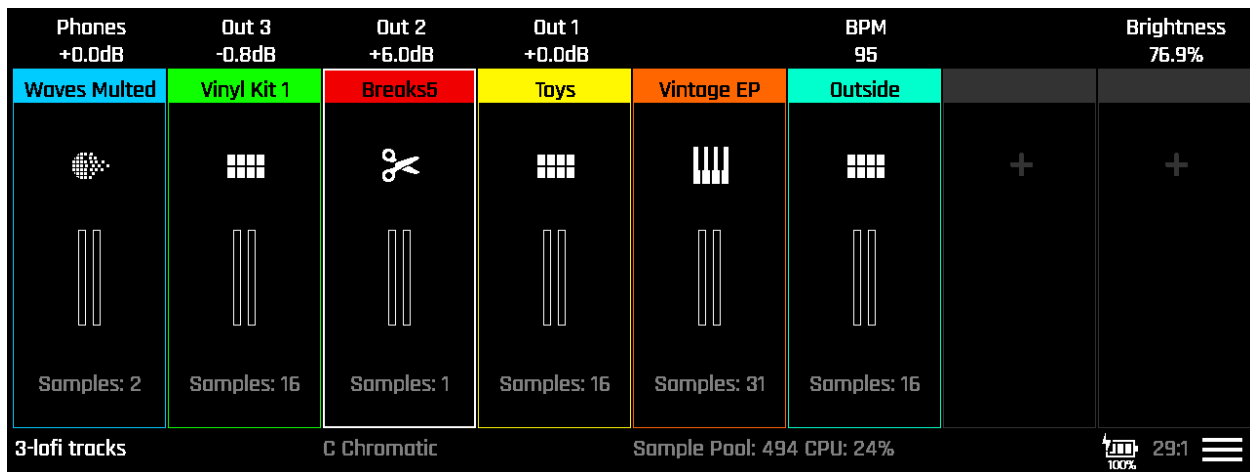 Phones Out 3 Out 2 Out 1 BPM Brightness
+0.0dB -0.8dB +6.0dB +0.0dB 95 76.9%
Waves Multed Vinyl Kit 1 Breaks5 Toys Vintage EP Outside
+ +
Samples: 2 Samples: 16 Samples: 1 Samples: 16 Samples: 31 Samples: 16
3-lofi tracks C Chromatic Sample Pool: 494 CPU: 24% 29:1
100%